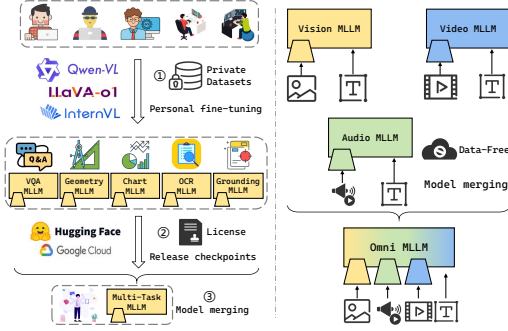 Qwen-VL
LLaVA-o1
InternVL
① Private
Datasets
Personal fine-tuning
Q&A
VQA
MLLM
Geometry
MLLM
Chart
MLLM
OCR
MLLM
Grounding
MLLM
Hugging Face
Google Cloud
② License
Release checkpoints
Multi-Task
MLLM
③
Model merging
Vision MLLM
Video MLLM
T
T
Audio MLLM
Data-Free
Model merging
T
Omni MLLM
T